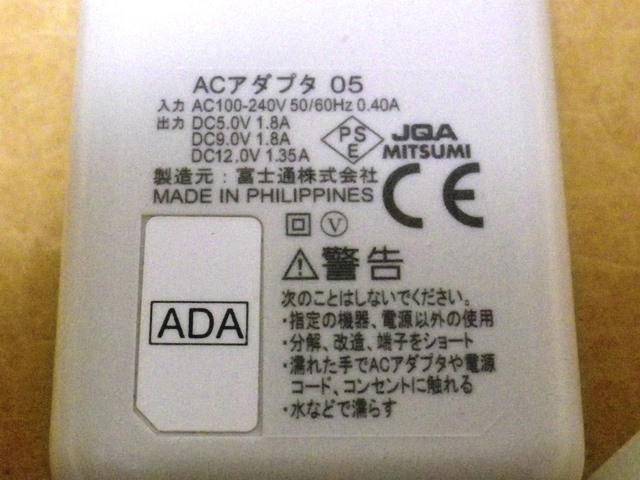 ACアダプタ 05
入力 AC100-240V 50/60Hz 0.40A
出力 DC5.0V 1.8A
DC9.0V 1.8A
DC12.0V 1.35A
PS
E
JQA
MITSUMI
製造元：富士通株式会社
MADE IN PHILIPPINES
CE
V
警告
次のことはしないでください。
・指定の機器、電源以外の使用
・分解、改造、端子をショート
・濡れた手でACアダプタや電源
コード、コンセントに触れる
・水などで濡らす
ADA